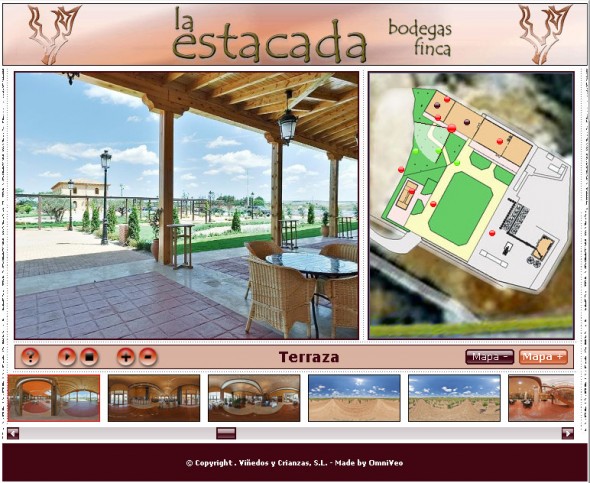 la
estacada
bodegas
finca
?
Terraza
Mapa -
Mapa +
© Copyright . Viñedos y Crianzas, S.L. - Made by OmniVeo